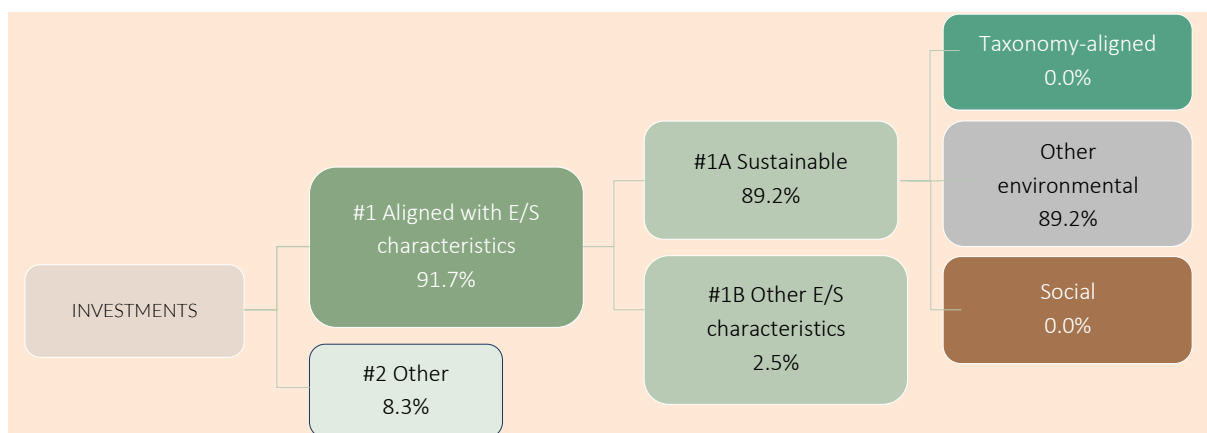 INVESTMENTS
#1 Aligned with E/S
characteristics
91.7%
#2 Other
8.3%
#1A Sustainable
89.2%
#1B Other E/S
characteristics
2.5%
Taxonomy-aligned
0.0%
Other
environmental
89.2%
Social
0.0%